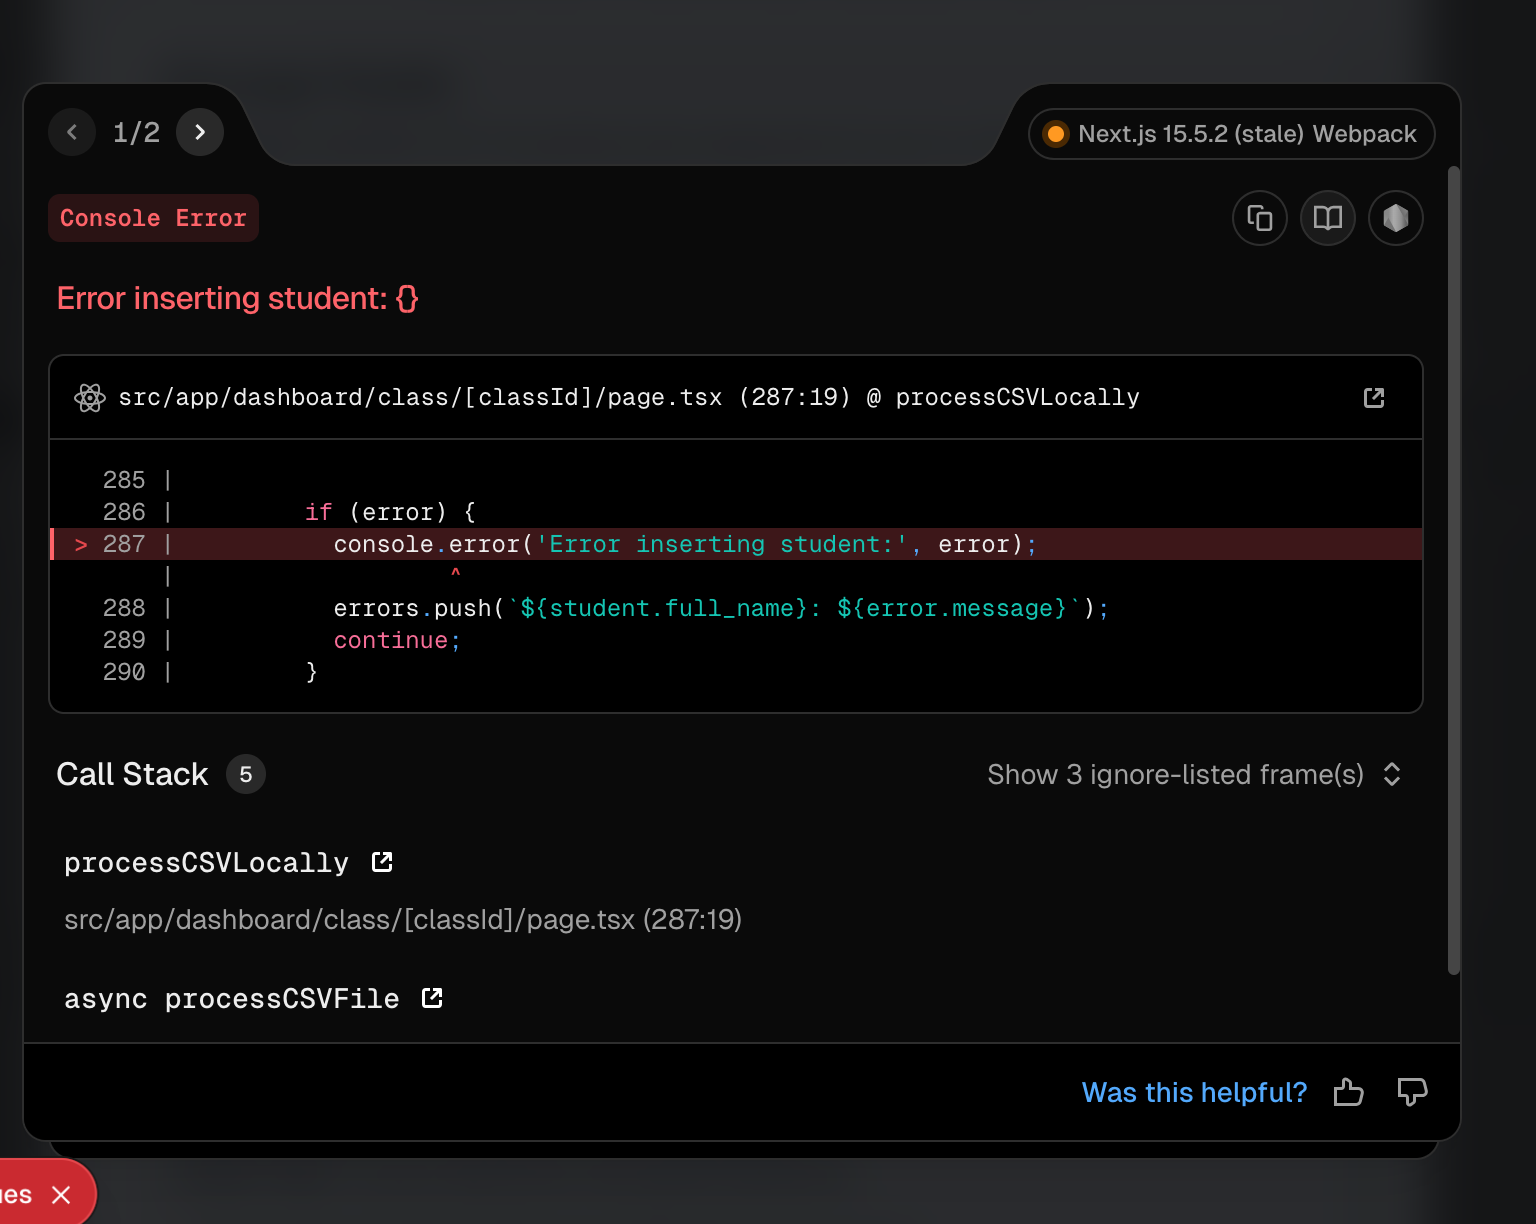 1/2
Next.js 15.5.2 (stale) Webpack
Console Error
Error inserting student: {}
src/app/dashboard/class/[classId]/page.tsx (287:19) @ processCSVLocally
285 |
286 | if (error) {
> 287 | console.error('Error inserting student:', error);
| ^
288 | errors.push(`${student.full_name}: ${error.message}`);
289 | continue;
290 | }
Call Stack 5
Show 3 ignore-listed frame(s)
processCSVLocally
src/app/dashboard/class/[classId]/page.tsx (287:19)
async processCSVFile
Was this helpful?